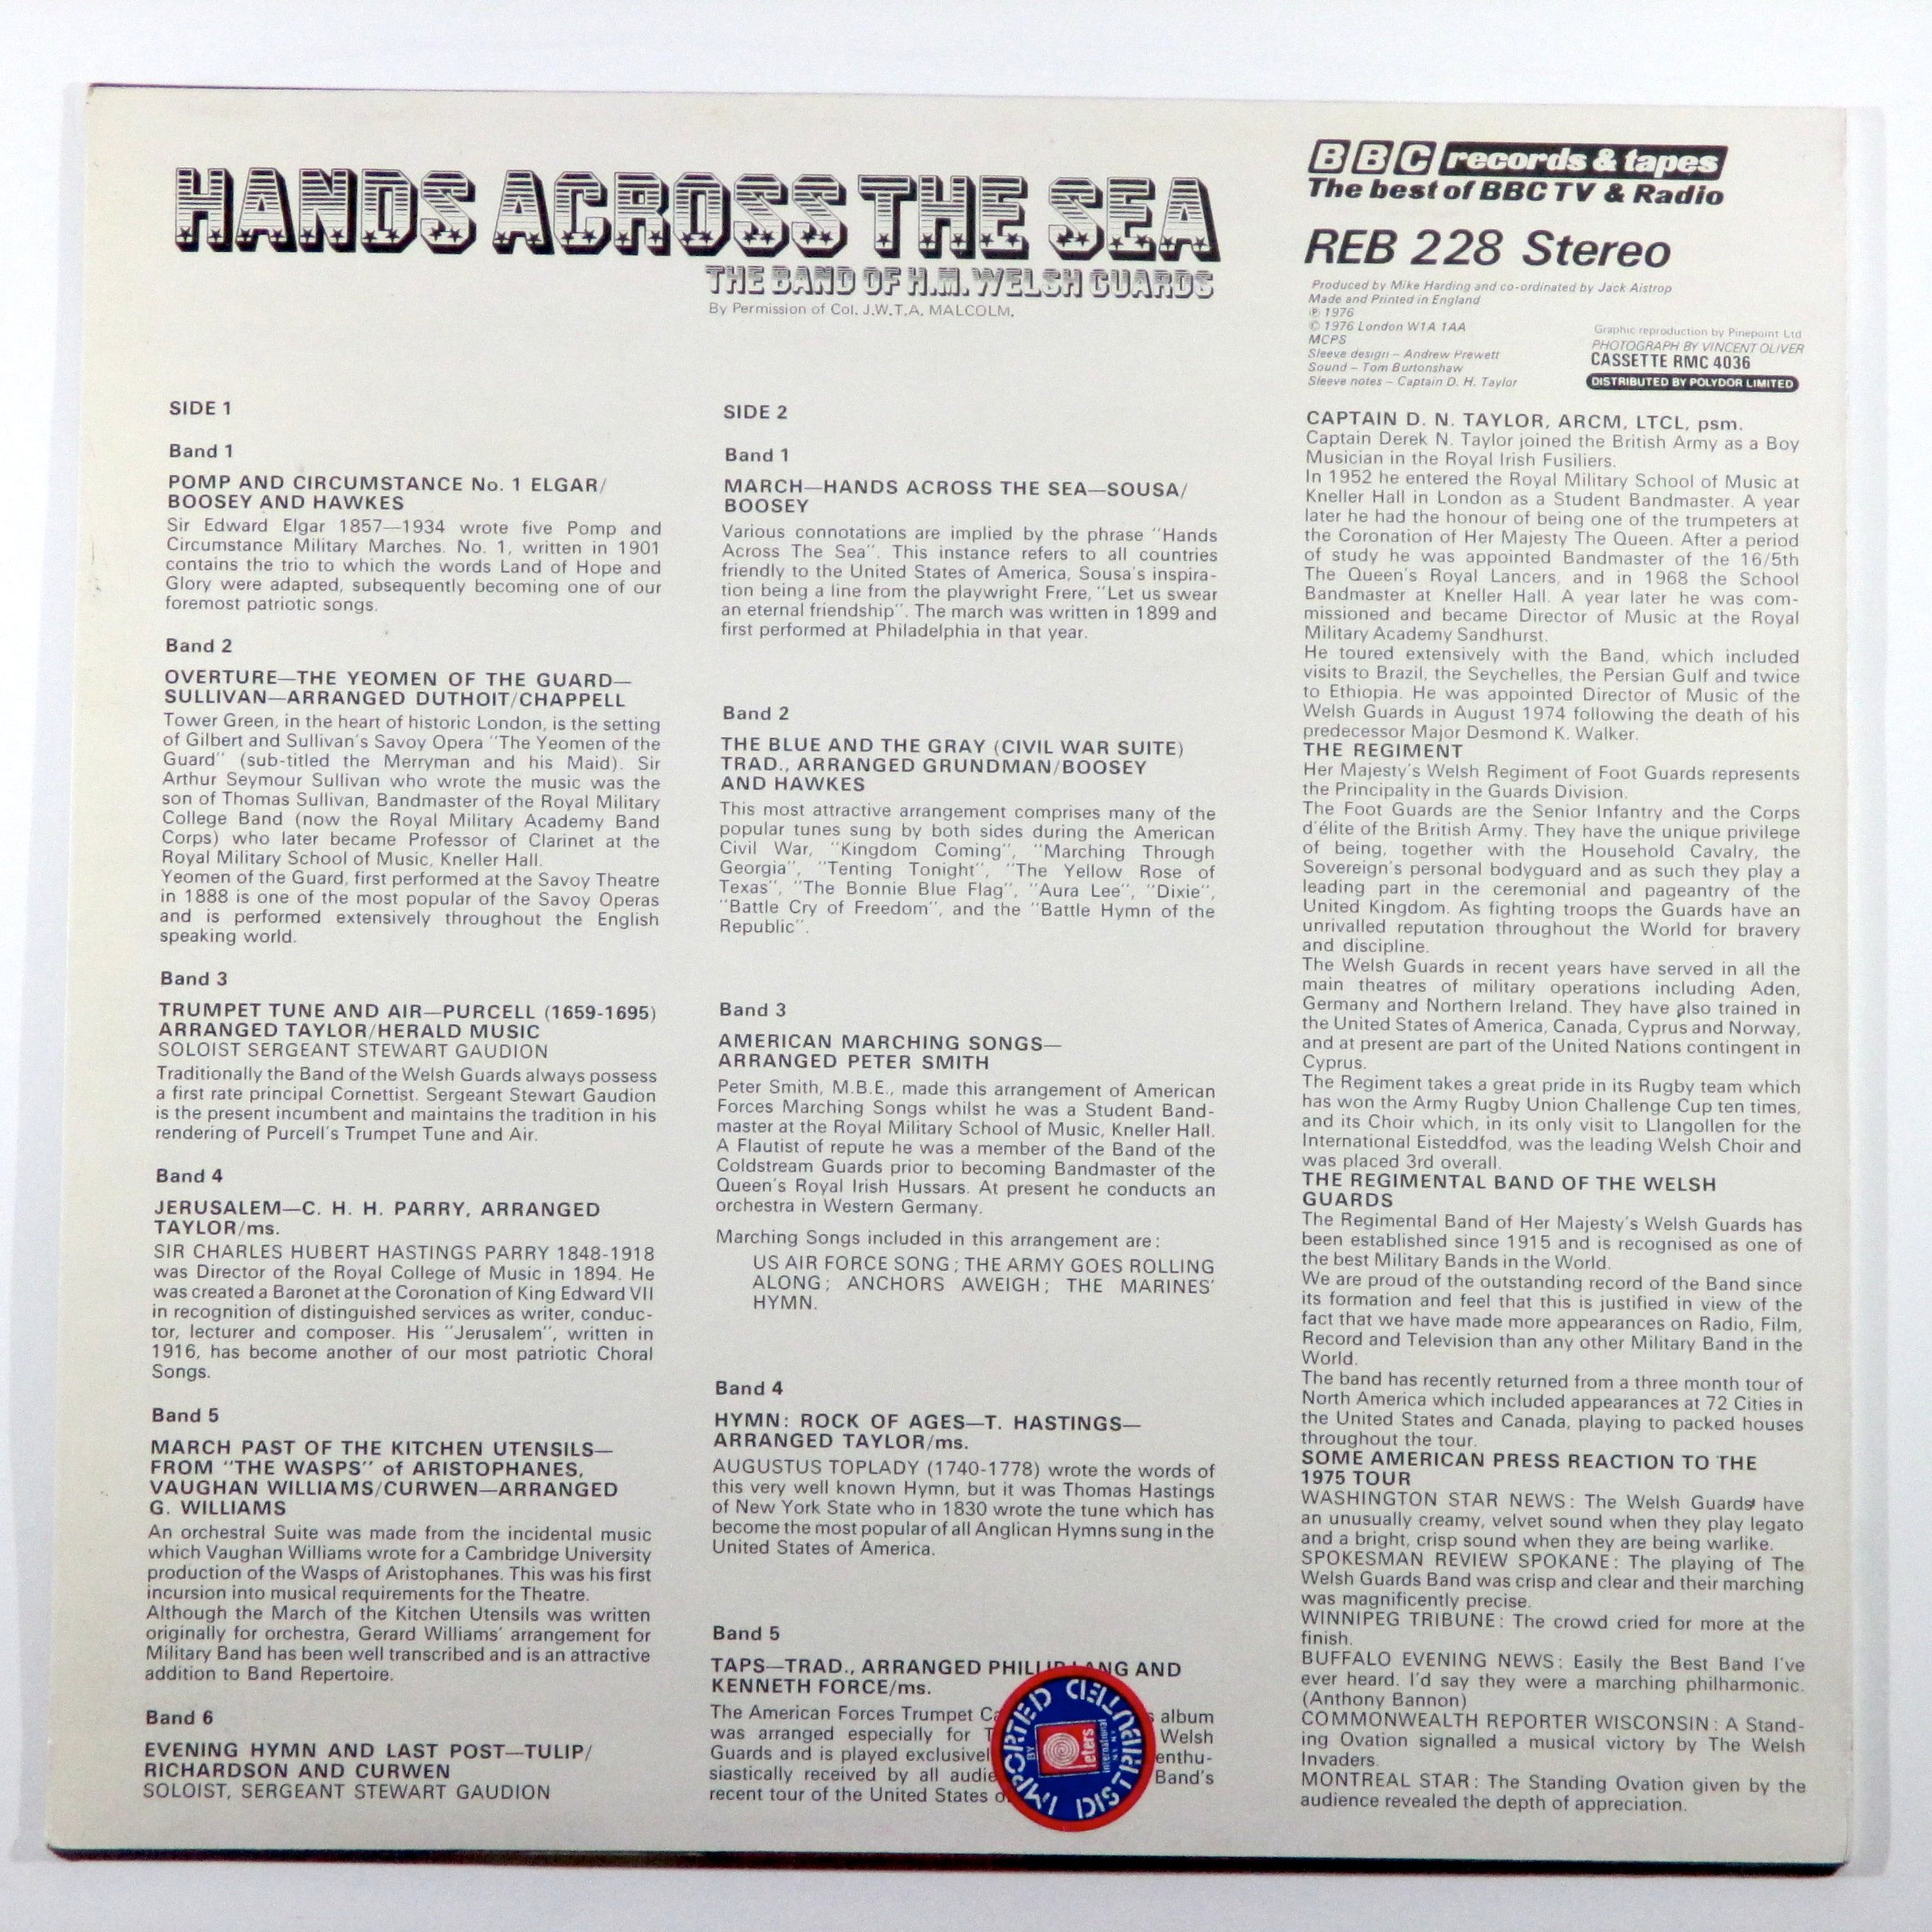 HANDS ACROSS THE SEA
THE BAND OF H.M. WELSH GUARDS
By Permission of Col. J.W.T.A. MALCOLM.
SIDE 1
Band 1
POMP AND CIRCUMSTANCE No. 1 ELGAR/
BOOSEY AND HAWKES
Sir Edward Elgar 1857—1934 wrote five Pomp and
Circumstance Military Marches. No. 1, written in 1901
contains the trio to which the words Land of Hope and
Glory were adapted, subsequently becoming one of our
foremost patriotic songs.
Band 2
OVERTURE—THE YEOMEN OF THE GUARD—
SULLIVAN—ARRANGED DUTHOIT/CHAPPELL
Tower Green, in the heart of historic London, is the setting
of Gilbert and Sullivan's Savoy Opera "The Yeomen of the
Guard" (sub-titled the Merryman and his Maid). Sir
Arthur Seymour Sullivan who wrote the music was the
son of Thomas Sullivan, Bandmaster of the Royal Military
College Band (now the Royal Military Academy Band
Corps) who later became Professor of Clarinet at the
Royal Military School of Music, Kneller Hall.
Yeomen of the Guard, first performed at the Savoy Theatre
in 1888 is one of the most popular of the Savoy Operas
and is performed extensively throughout the English
speaking world.
Band 3
TRUMPET TUNE AND AIR—PURCELL (1659-1695)
ARRANGED TAYLOR/HERALD MUSIC
SOLOIST SERGEANT STEWART GAUDION
Traditionally the Band of the Welsh Guards always possess
a first rate principal Cornettist. Sergeant Stewart Gaudion
is the present incumbent and maintains the tradition in his
rendering of Purcell's Trumpet Tune and Air.
Band 4
JERUSALEM—C. H. H. PARRY, ARRANGED
TAYLOR/ms.
SIR CHARLES HUBERT HASTINGS PARRY 1848-1918
was Director of the Royal College of Music in 1894. He
was created a Baronet at the Coronation of King Edward VII
in recognition of distinguished services as writer, conduc-
tor, lecturer and composer. His "Jerusalem", written in
1916, has become another of our most patriotic Choral
Songs.
Band 5
MARCH PAST OF THE KITCHEN UTENSILS—
FROM "THE WASPS" of ARISTOPHANES,
VAUGHAN WILLIAMS/CURWEN—ARRANGED
G. WILLIAMS
An orchestral Suite was made from the incidental music
which Vaughan Williams wrote for a Cambridge University
production of the Wasps of Aristophanes. This was his first
incursion into musical requirements for the Theatre.
Although the March of the Kitchen Utensils was written
originally for orchestra, Gerard Williams' arrangement for
Military Band has been well transcribed and is an attractive
addition to Band Repertoire.
Band 6
EVENING HYMN AND LAST POST—TULIP/
RICHARDSON AND CURWEN
SOLOIST, SERGEANT STEWART GAUDION
SIDE 2
Band 1
MARCH—HANDS ACROSS THE SEA—SOUSA/
BOOSEY
Various connotations are implied by the phrase "Hands
Across The Sea". This instance refers to all countries
friendly to the United States of America, Sousa's inspira-
tion being a line from the playwright Frere, "Let us swear
an eternal friendship". The march was written in 1899 and
first performed at Philadelphia in that year.
Band 2
THE BLUE AND THE GRAY (CIVIL WAR SUITE)
TRAD., ARRANGED GRUNDMAN/BOOSEY
AND HAWKES
This most attractive arrangement comprises many of the
popular tunes sung by both sides during the American
Civil War, "Kingdom Coming", "Marching Through
Georgia", "Tenting Tonight", "The Yellow Rose of
Texas", "The Bonnie Blue Flag", "Aura Lee", "Dixie",
"Battle Cry of Freedom", and the "Battle Hymn of the
Republic".
Band 3
AMERICAN MARCHING SONGS—
ARRANGED PETER SMITH
Peter Smith, M.B.E., made this arrangement of American
Forces Marching Songs whilst he was a Student Band-
master at the Royal Military School of Music, Kneller Hall.
A Flautist of repute he was a member of the Band of the
Coldstream Guards prior to becoming Bandmaster of the
Queen's Royal Irish Hussars. At present he conducts an
orchestra in Western Germany.
Marching Songs included in this arrangement are:
US AIR FORCE SONG; THE ARMY GOES ROLLING
ALONG; ANCHORS AWEIGH; THE MARINES'
HYMN.
Band 4
HYMN: ROCK OF AGES—T. HASTINGS—
ARRANGED TAYLOR/ms.
AUGUSTUS TOPLADY (1740-1778) wrote the words of
this very well known Hymn, but it was Thomas Hastings
of New York State who in 1830 wrote the tune which has
become the most popular of all Anglican Hymns sung in the
United States of America.
Band 5
TAPS—TRAD., ARRANGED PHILLIP LANG AND
KENNETH FORCE/ms.
The American Forces Trumpet album
was arranged especially for Welsh
Guards and is played enthu-
siastically received by all Band's
recent tour of the United States
IMPORTED DISTRIBUTED
BY
Peters
International
BBC records & tapes
The best of BBC TV & Radio
REB 228 Stereo
Produced by Mike Harding and co-ordinated by Jack Aistrop
Made and Printed in England
℗ 1976
© 1976 London W1A 1AA
MCPS
Sleeve design – Andrew Prewett
Sound – Tom Burtonshaw
Sleeve notes – Captain D. H. Taylor
Graphic reproduction by Pinepoint Ltd
PHOTOGRAPH BY VINCENT OLIVER
CASSETTE RMC 4036
DISTRIBUTED BY POLYDOR LIMITED
CAPTAIN D. N. TAYLOR, ARCM, LTCL, psm.
Captain Derek N. Taylor joined the British Army as a Boy
Musician in the Royal Irish Fusiliers.
In 1952 he entered the Royal Military School of Music at
Kneller Hall in London as a Student Bandmaster. A year
later he had the honour of being one of the trumpeters at
the Coronation of Her Majesty The Queen. After a period
of study he was appointed Bandmaster of the 16/5th
The Queen's Royal Lancers, and in 1968 the School
Bandmaster at Kneller Hall. A year later he was com-
missioned and became Director of Music at the Royal
Military Academy Sandhurst.
He toured extensively with the Band, which included
visits to Brazil, the Seychelles, the Persian Gulf and twice
to Ethiopia. He was appointed Director of Music of the
Welsh Guards in August 1974 following the death of his
predecessor Major Desmond K. Walker.
THE REGIMENT
Her Majesty's Welsh Regiment of Foot Guards represents
the Principality in the Guards Division.
The Foot Guards are the Senior Infantry and the Corps
d'élite of the British Army. They have the unique privilege
of being, together with the Household Cavalry, the
Sovereign's personal bodyguard and as such they play a
leading part in the ceremonial and pageantry of the
United Kingdom. As fighting troops the Guards have an
unrivalled reputation throughout the World for bravery
and discipline.
The Welsh Guards in recent years have served in all the
main theatres of military operations including Aden,
Germany and Northern Ireland. They have also trained in
the United States of America, Canada, Cyprus and Norway,
and at present are part of the United Nations contingent in
Cyprus.
The Regiment takes a great pride in its Rugby team which
has won the Army Rugby Union Challenge Cup ten times,
and its Choir which, in its only visit to Llangollen for the
International Eisteddfod, was the leading Welsh Choir and
was placed 3rd overall.
THE REGIMENTAL BAND OF THE WELSH
GUARDS
The Regimental Band of Her Majesty's Welsh Guards has
been established since 1915 and is recognised as one of
the best Military Bands in the World.
We are proud of the outstanding record of the Band since
its formation and feel that this is justified in view of the
fact that we have made more appearances on Radio, Film,
Record and Television than any other Military Band in the
World.
The band has recently returned from a three month tour of
North America which included appearances at 72 Cities in
the United States and Canada, playing to packed houses
throughout the tour.
SOME AMERICAN PRESS REACTION TO THE
1975 TOUR
WASHINGTON STAR NEWS: The Welsh Guards have
an unusually creamy, velvet sound when they play legato
and a bright, crisp sound when they are being warlike.
SPOKESMAN REVIEW SPOKANE: The playing of The
Welsh Guards Band was crisp and clear and their marching
was magnificently precise.
WINNIPEG TRIBUNE: The crowd cried for more at the
finish.
BUFFALO EVENING NEWS: Easily the Best Band I've
ever heard. I'd say they were a marching philharmonic.
(Anthony Bannon)
COMMONWEALTH REPORTER WISCONSIN: A Stand-
ing Ovation signalled a musical victory by The Welsh
Invaders.
MONTREAL STAR: The Standing Ovation given by the
audience revealed the depth of appreciation.